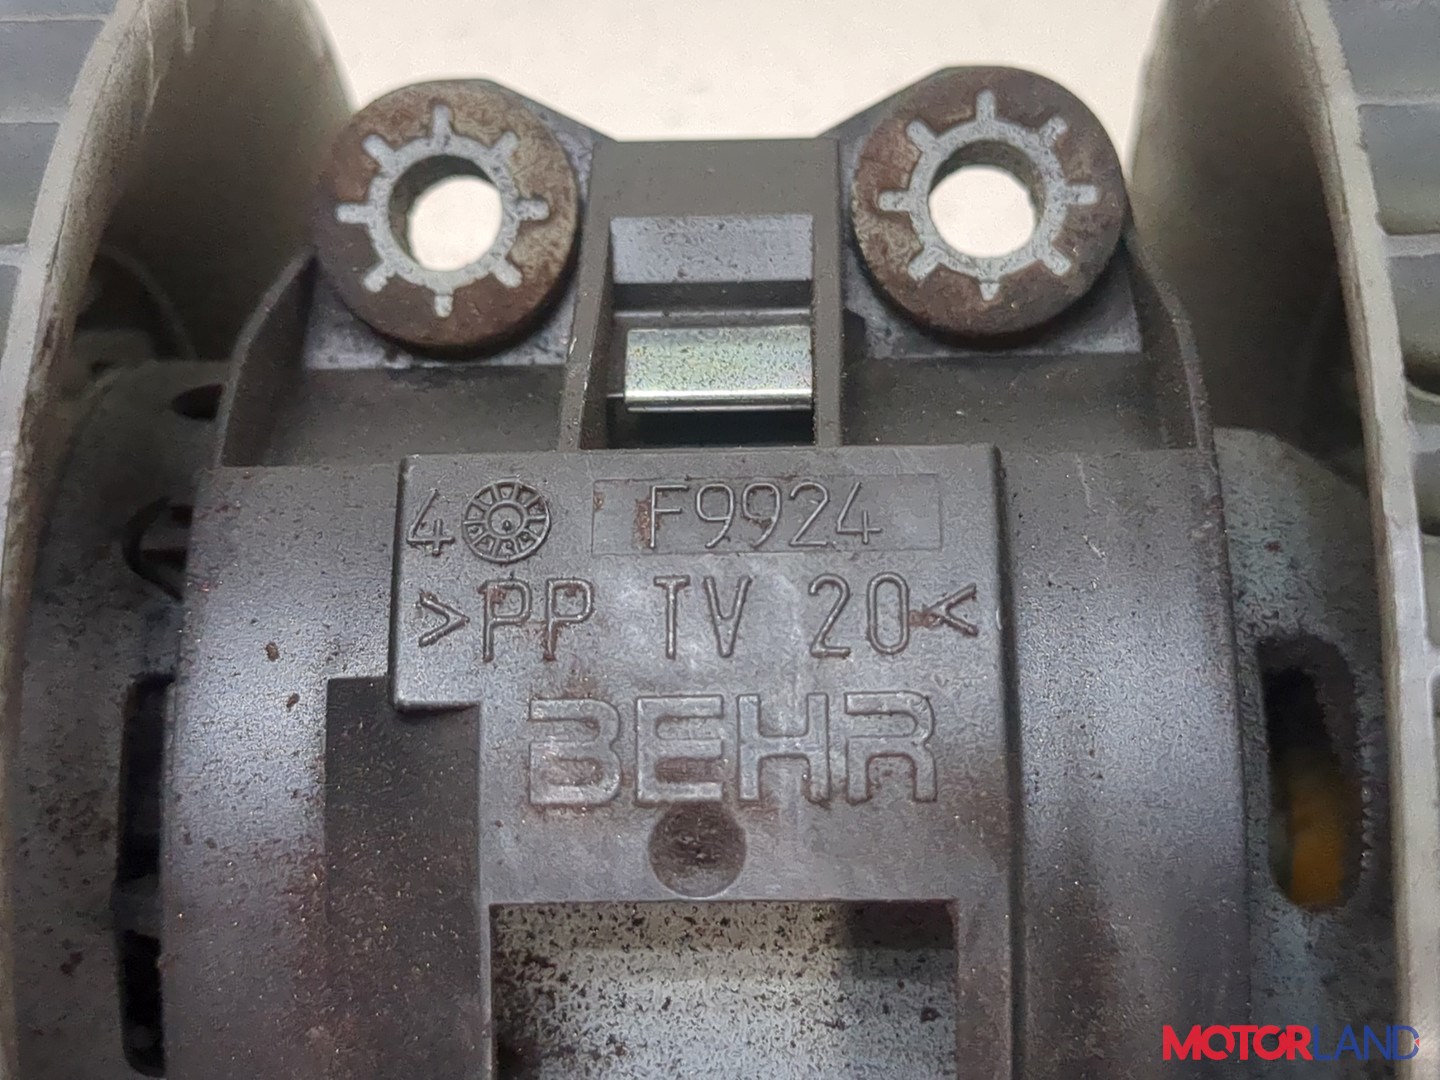 4 F9924
>PP TV 20<
BEHR
MOTORLAND